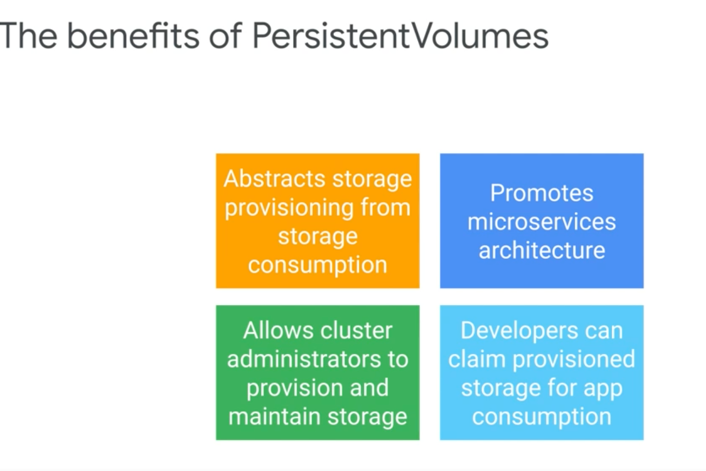 The benefits of PersistentVolumes
Abstracts storage
provisioning from
storage
consumption
Promotes
microservices
architecture
Allows cluster
administrators to
provision and
maintain storage
Developers can
claim provisioned
storage for app
consumption